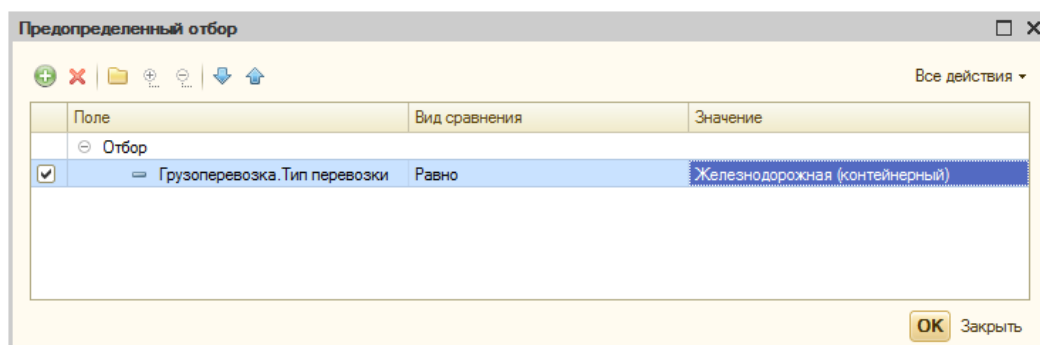 Предопределенный отбор
Все действия
Поле Вид сравнения Значение
Отбор
Грузоперевозка.Тип перевозки Равно Железнодорожная (контейнерный)
OK Закрыть